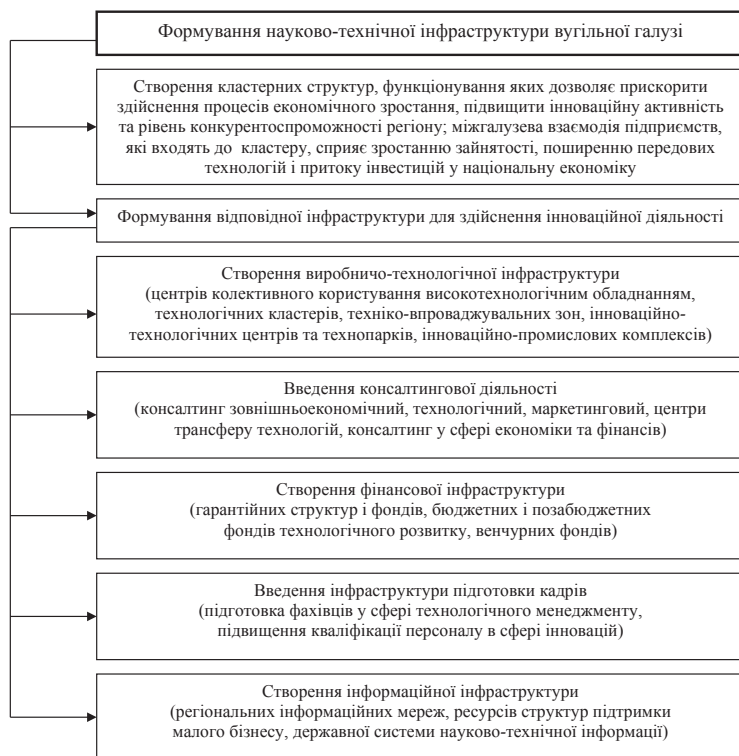 Формування науково-технічної інфраструктури вугільної галузі
Створення кластерних структур, функціонування яких дозволяє прискорити
здійснення процесів економічного зростання, підвищити інноваційну активність
та рівень конкурентоспроможності регіону; міжгалузева взаємодія підприємств,
які входять до кластеру, сприяє зростанню зайнятості, поширенню передових
технологій і притоку інвестицій у національну економіку
Формування відповідної інфраструктури для здійснення інноваційної діяльності
Створення виробничо-технологічної інфраструктури
(центрів колективного користування високотехнологічним обладнанням,
технологічних кластерів, техніко-впроваджувальних зон, інноваційно-
технологічних центрів та технопарків, інноваційно-промислових комплексів)
Введення консалтингової діяльності
(консалтинг зовнішньоекономічний, технологічний, маркетинговий, центри
трансферу технологій, консалтинг у сфері економіки та фінансів)
Створення фінансової інфраструктури
(гарантійних структур і фондів, бюджетних і позабюджетних
фондів технологічного розвитку, венчурних фондів)
Введення інфраструктури підготовки кадрів
(підготовка фахівців у сфері технологічного менеджменту,
підвищення кваліфікації персоналу в сфері інновацій)
Створення інформаційної інфраструктури
(регіональних інформаційних мереж, ресурсів структур підтримки
малого бізнесу, державної системи науково-технічної інформації)